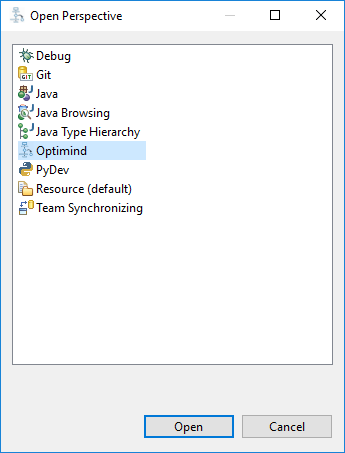 Open Perspective
Debug
GIT Git
Java
Java Browsing
Java Type Hierarchy
Optimind
PyDev
Resource (default)
Team Synchronizing
Open Cancel